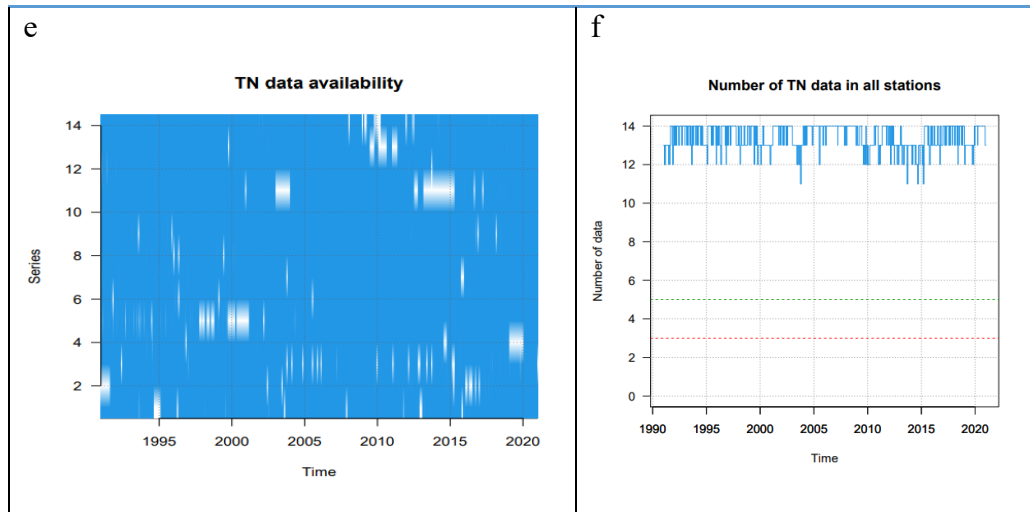 e
TN data availability
14
12
10
8
6
4
2
Series
1995 2000 2005 2010 2015 2020
Time
f
Number of TN data in all stations
14
12
10
8
6
4
2
0
Number of data
1990 1995 2000 2005 2010 2015 2020
Time